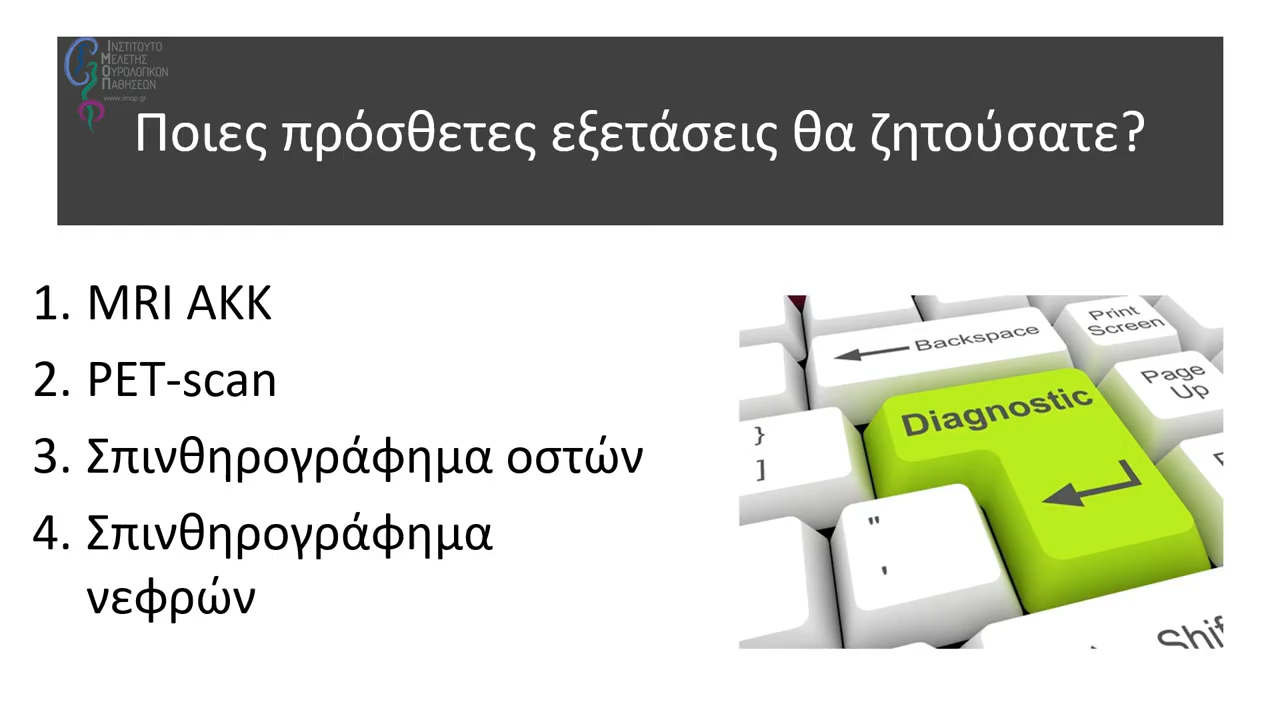 ΙΝΣΤΙΤΟΥΤΟ
ΜΕΛΕΤΗΣ
ΟΥΡΟΛΟΓΙΚΩΝ
ΠΑΘΗΣΕΩΝ
www.imop.gr
Ποιες πρόσθετες εξετάσεις θα ζητούσατε?
1. MRI ΑΚΚ
2. PET-scan
3. Σπινθηρογράφημα οστών
4. Σπινθηρογράφημα
νεφρών
Backspace
Print
Screen
Page
Up
Diagnostic
}
]
"
'
Shif